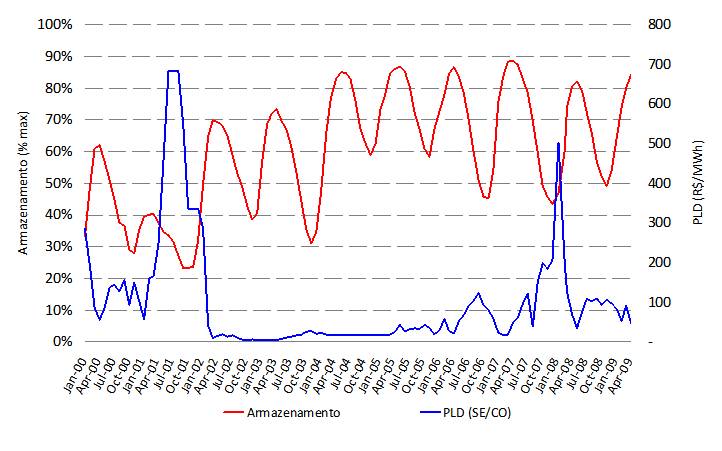 100%
90%
80%
70%
60%
50%
40%
30%
20%
10%
0%
Armazenamento (% max)
800
700
600
500
400
300
200
100
-
PLD (R$/MWh)
Jan-00
Apr-00
Jul-00
Oct-00
Jan-01
Apr-01
Jul-01
Oct-01
Jan-02
Apr-02
Jul-02
Oct-02
Jan-03
Apr-03
Jul-03
Oct-03
Jan-04
Apr-04
Jul-04
Oct-04
Jan-05
Apr-05
Jul-05
Oct-05
Jan-06
Apr-06
Jul-06
Oct-06
Jan-07
Apr-07
Jul-07
Oct-07
Jan-08
Apr-08
Jul-08
Oct-08
Jan-09
Apr-09
Armazenamento
PLD (SE/CO)